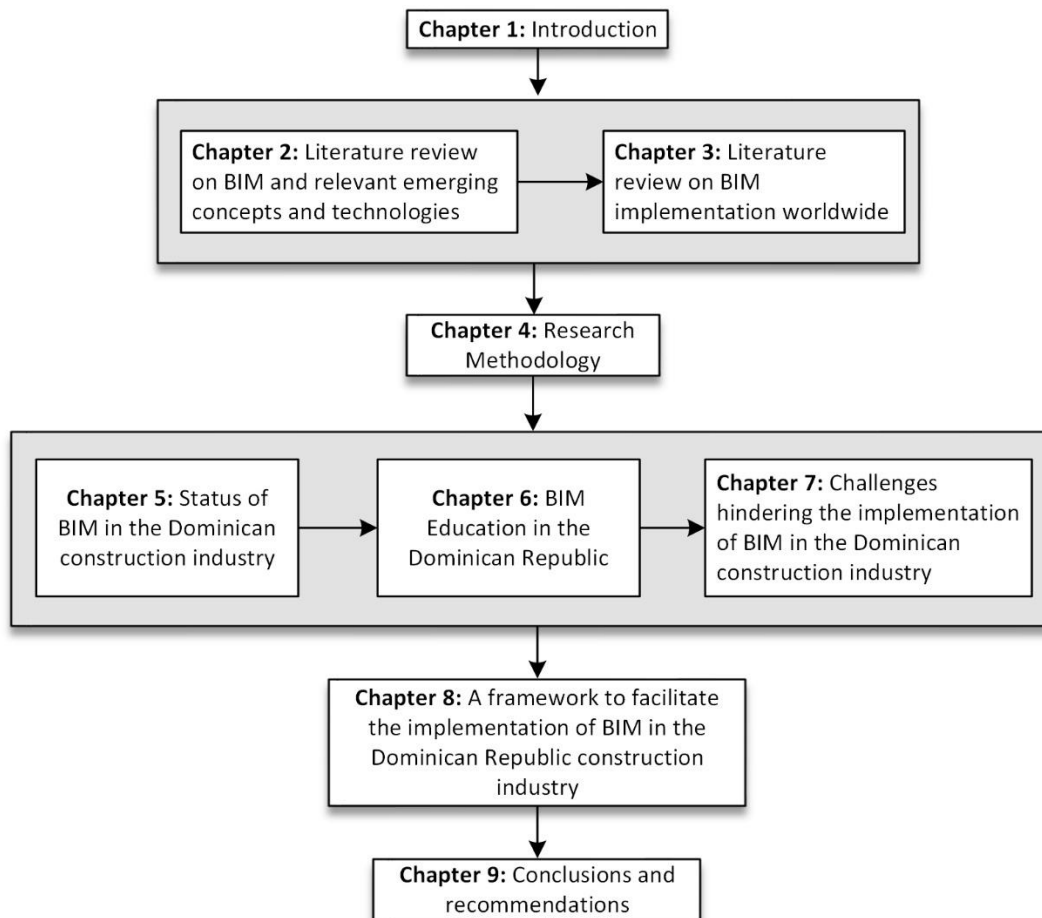 Chapter 1: Introduction
Chapter 2: Literature review
on BIM and relevant emerging
concepts and technologies
Chapter 3: Literature
review on BIM
implementation worldwide
Chapter 4: Research
Methodology
Chapter 5: Status of
BIM in the Dominican
construction industry
Chapter 6: BIM
Education in the
Dominican Republic
Chapter 7: Challenges
hindering the implementation
of BIM in the Dominican
construction industry
Chapter 8: A framework to facilitate
the implementation of BIM in the
Dominican Republic construction
industry
Chapter 9: Conclusions and
recommendations